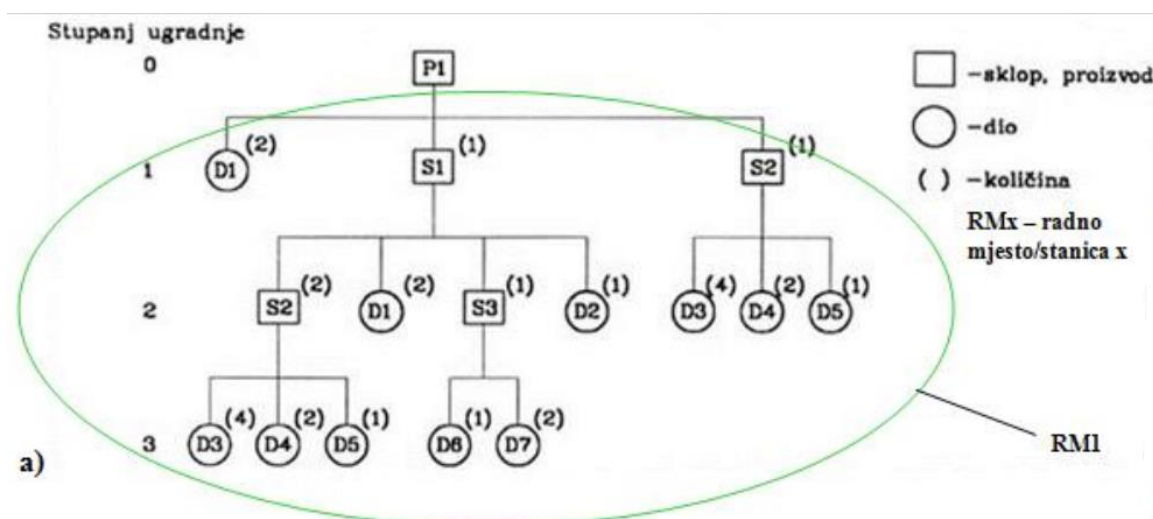 Stupanj ugradnje
0
P1
–sklop, proizvod
–dio
( ) –količina
RMx – radno
mjesto/stanica x
1
D1 (2)
S1 (1)
S2 (1)
2
S2 (2)
D1 (2)
S3 (1)
D2 (1)
D3 (4)
D4 (2)
D5 (1)
3
D3 (4)
D4 (2)
D5 (1)
D6 (1)
D7 (2)
RM1
a)